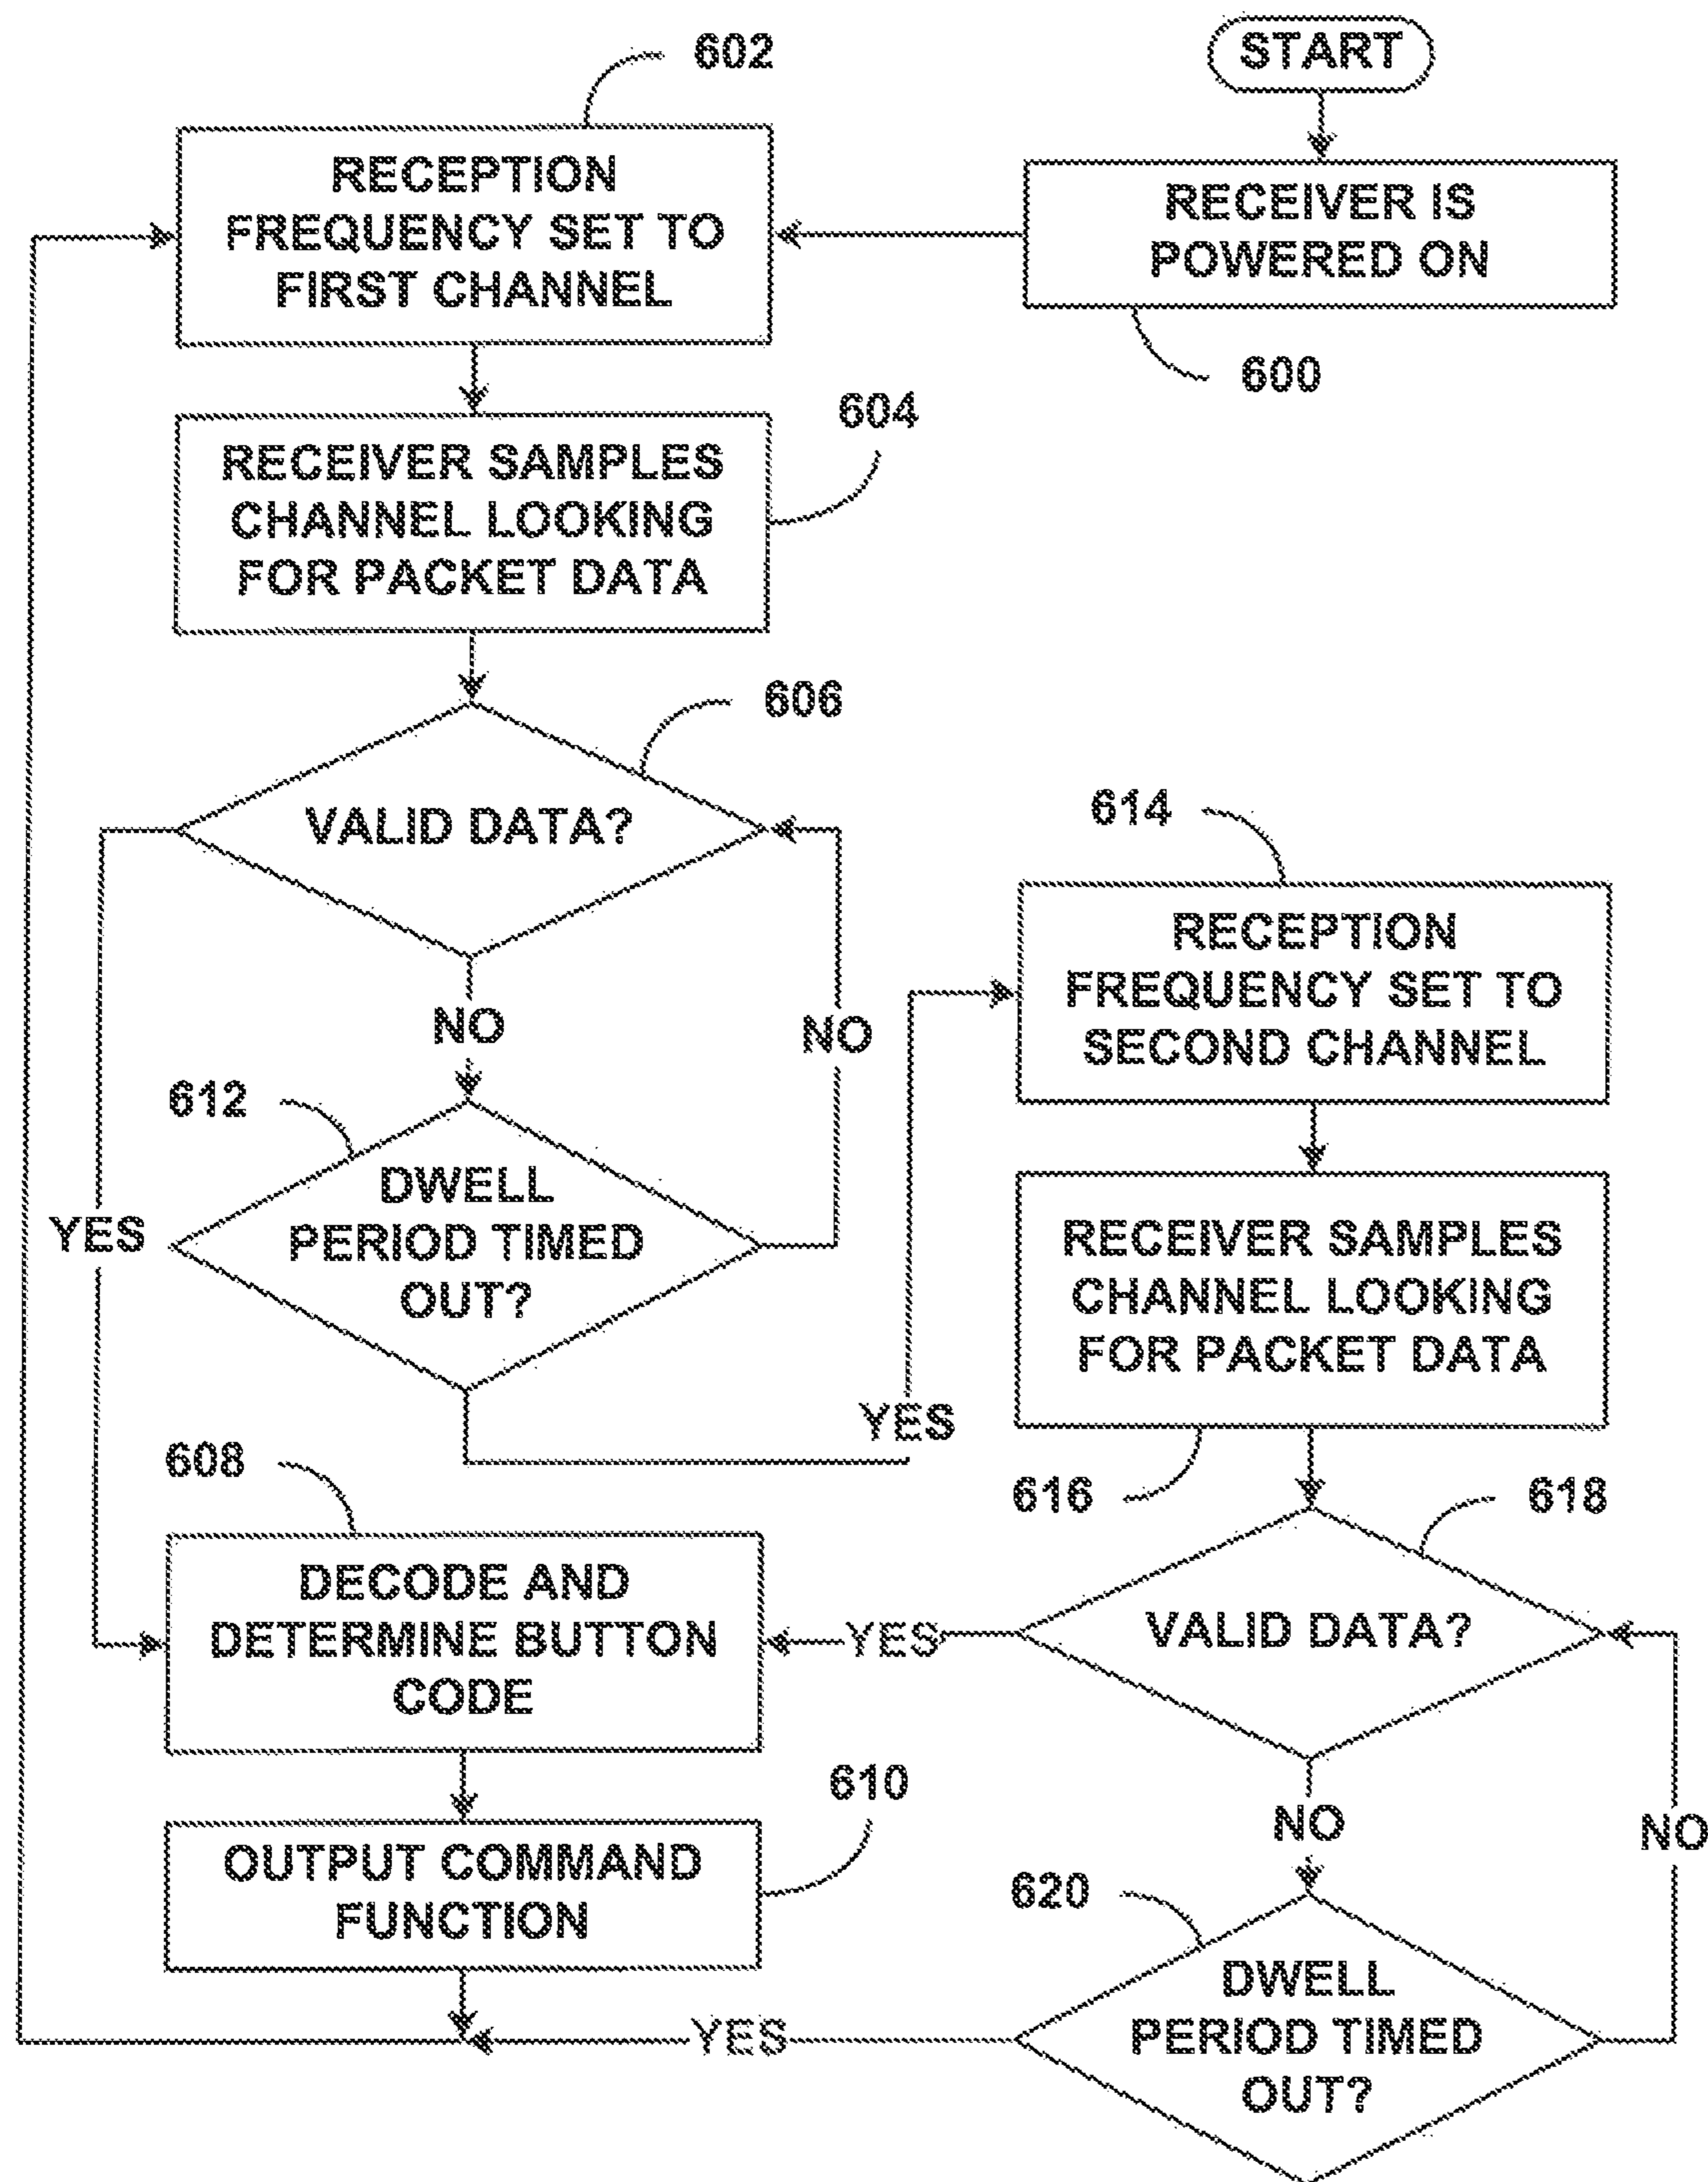 START
RECEIVER IS
POWERED ON
600
602
RECEPTION
FREQUENCY SET TO
FIRST CHANNEL
604
RECEIVER SAMPLES
CHANNEL LOOKING
FOR PACKET DATA
606
VALID DATA?
YES
NO
NO
612
DWELL
PERIOD TIMED
OUT?
YES
608
DECODE AND
DETERMINE BUTTON
CODE
610
OUTPUT COMMAND
FUNCTION
614
RECEPTION
FREQUENCY SET TO
SECOND CHANNEL
RECEIVER SAMPLES
CHANNEL LOOKING
FOR PACKET DATA
616
618
VALID DATA?
YES
NO
NO
620
DWELL
PERIOD TIMED
OUT?
YES